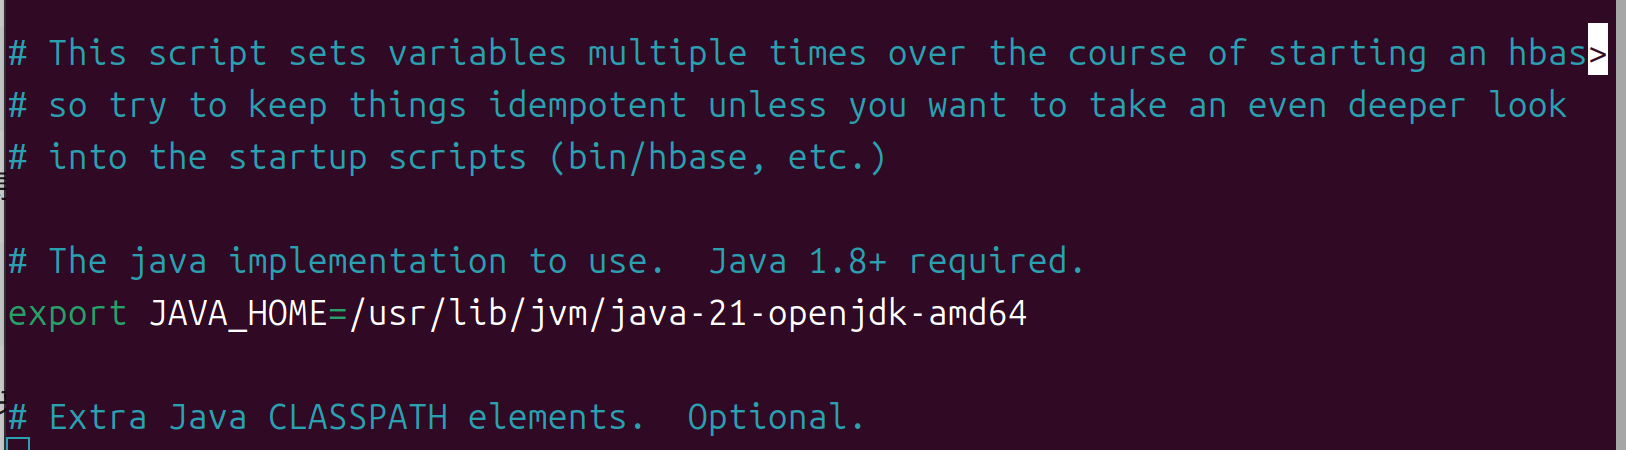 # This script sets variables multiple times over the course of starting an hbas>
# so try to keep things idempotent unless you want to take an even deeper look
# into the startup scripts (bin/hbase, etc.)
# The java implementation to use.  Java 1.8+ required.
export JAVA_HOME=/usr/lib/jvm/java-21-openjdk-amd64
# Extra Java CLASSPATH elements.  Optional.